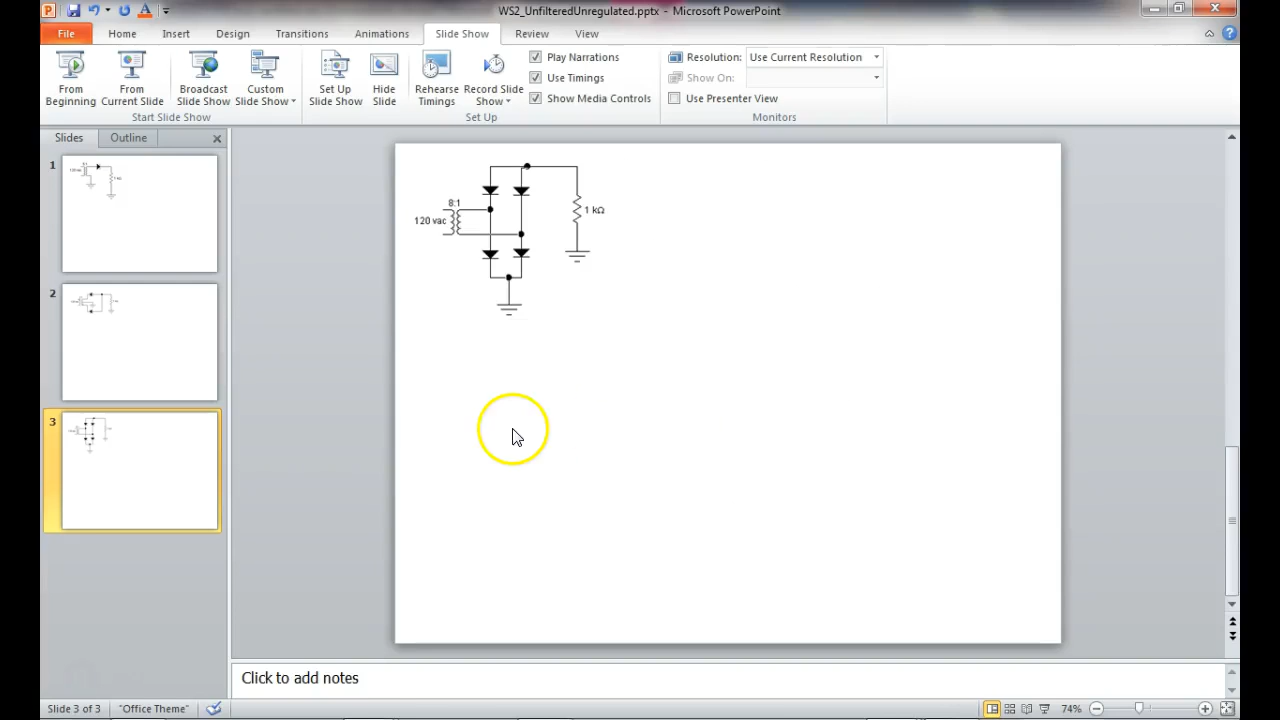 WS2_UnfilteredUnregulated.pptx - Microsoft PowerPoint
File Home Insert Design Transitions Animations Slide Show Review View
From Beginning
From Current Slide
Broadcast Slide Show
Custom Slide Show
Start Slide Show
Set Up Slide Show
Hide Slide
Rehearse Timings
Record Slide Show
Play Narrations
Use Timings
Show Media Controls
Set Up
Resolution: Use Current Resolution
Show On:
Use Presenter View
Monitors
Slides Outline
1
2
3
8:1
120 vac
1 kΩ
Click to add notes
Slide 3 of 3 "Office Theme" 74%